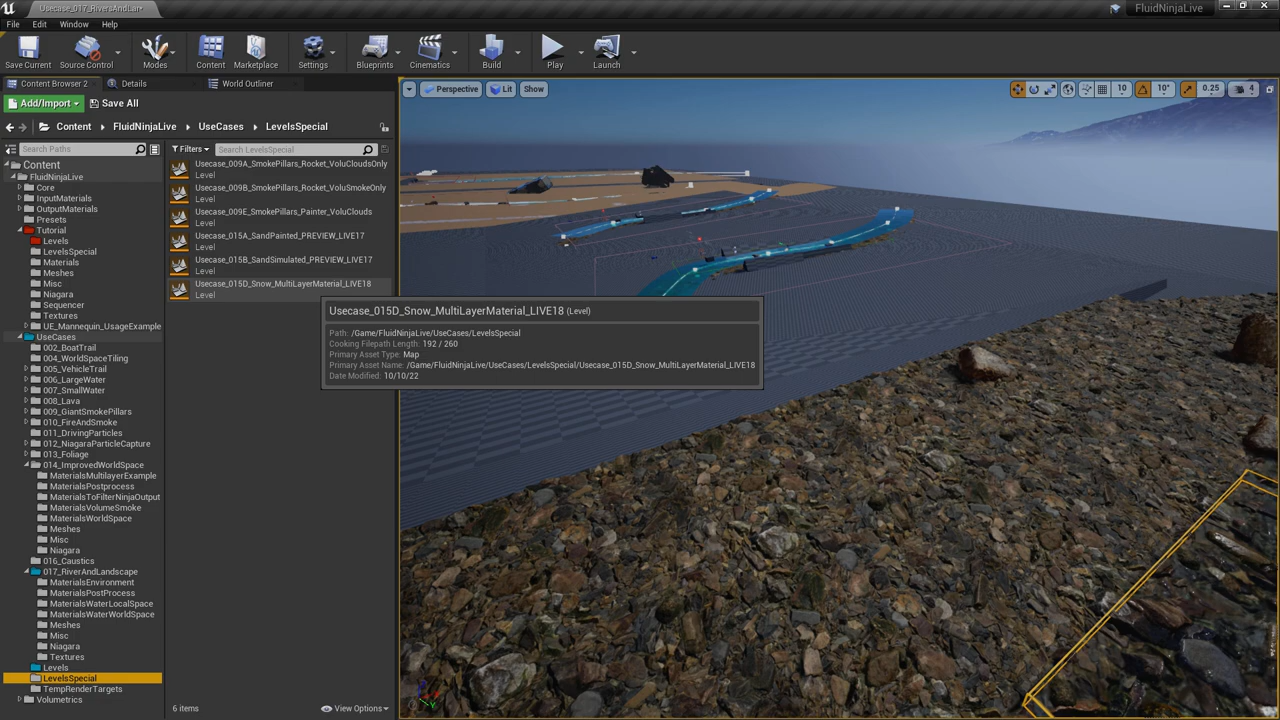 Usecase_017_RiversAndLan*
FluidNinjaLive
File Edit Window Help
Save Current Source Control Modes Content Marketplace Settings Blueprints Cinematics Build Play Launch
Content Browser 2 Details World Outliner
Perspective Lit Show 10 10° 0.25 4
Add/Import Save All
Content FluidNinjaLive UseCases LevelsSpecial
Search Paths
Filters Search LevelsSpecial
Content
FluidNinjaLive
Core
InputMaterials
OutputMaterials
Presets
Tutorial
Levels
LevelsSpecial
Materials
Meshes
Misc
Niagara
Sequencer
Textures
UE_Mannequin_UsageExample
UseCases
002_BoatTrail
004_WorldSpaceTiling
005_VehicleTrail
006_LargeWater
007_SmallWater
008_Lava
009_GiantSmokePillars
010_FireAndSmoke
011_DrivingParticles
012_NiagaraParticleCapture
013_Foliage
014_ImprovedWorldSpace
MaterialsMultilayerExample
MaterialsPostprocess
MaterialsToFilterNinjaOutput
MaterialsVolumeSmoke
MaterialsWorldSpace
Meshes
Misc
Niagara
016_Caustics
017_RiverAndLandscape
MaterialsEnvironment
MaterialsPostProcess
MaterialsWaterLocalSpace
MaterialsWaterWorldSpace
Meshes
Misc
Niagara
Textures
Levels
LevelsSpecial
TempRenderTargets
Volumetrics
Usecase_009A_SmokePillars_Rocket_VoluCloudsOnly
Level
Usecase_009B_SmokePillars_Rocket_VoluSmokeOnly
Level
Usecase_009E_SmokePillars_Painter_VoluClouds
Level
Usecase_015A_SandPainted_PREVIEW_LIVE17
Level
Usecase_015B_SandSimulated_PREVIEW_LIVE17
Level
Usecase_015D_Snow_MultiLayerMaterial_LIVE18
Level
Usecase_015D_Snow_MultiLayerMaterial_LIVE18 (Level)
Path: /Game/FluidNinjaLive/UseCases/LevelsSpecial
Cooking Filepath Length: 192 / 260
Primary Asset Type: Map
Primary Asset Name: /Game/FluidNinjaLive/UseCases/LevelsSpecial/Usecase_015D_Snow_MultiLayerMaterial_LIVE18
Date Modified: 10/10/22
6 items
View Options